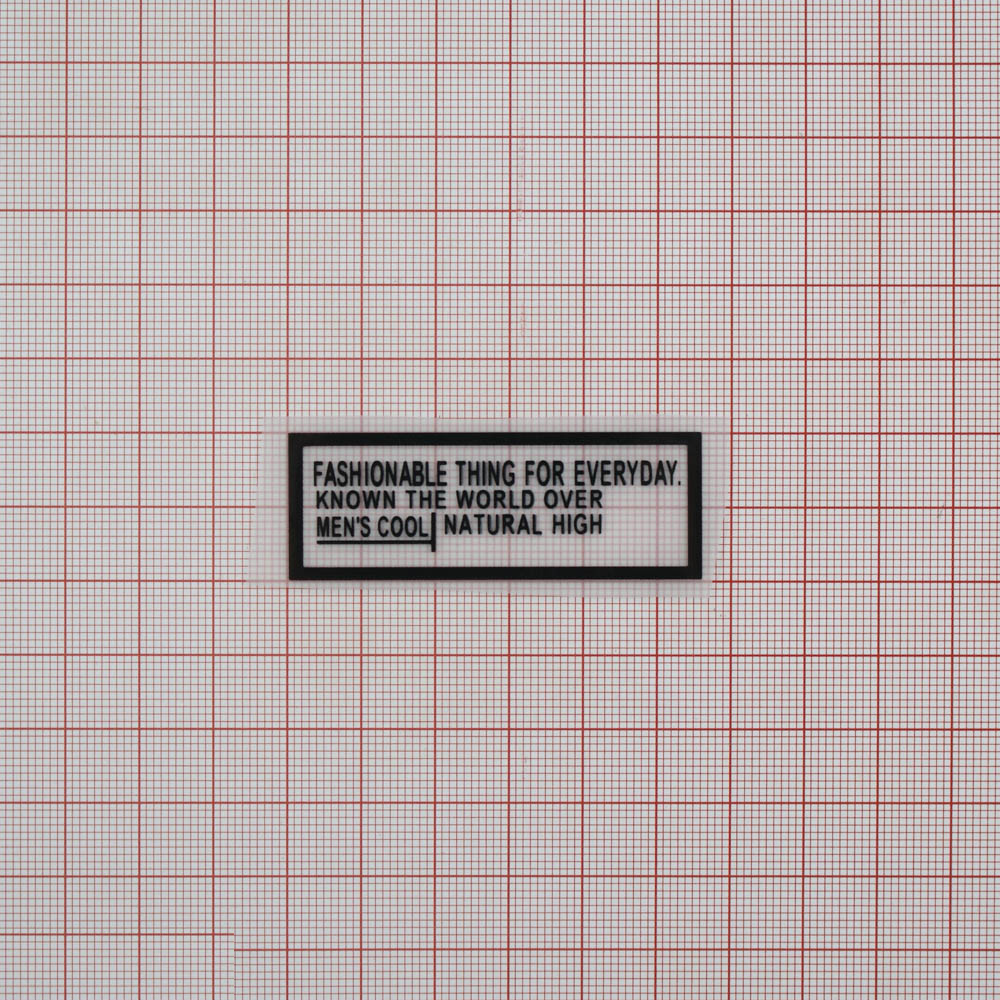 FASHIONABLE THING FOR EVERYDAY.
KNOWN THE WORLD OVER
MEN'S COOL NATURAL HIGH